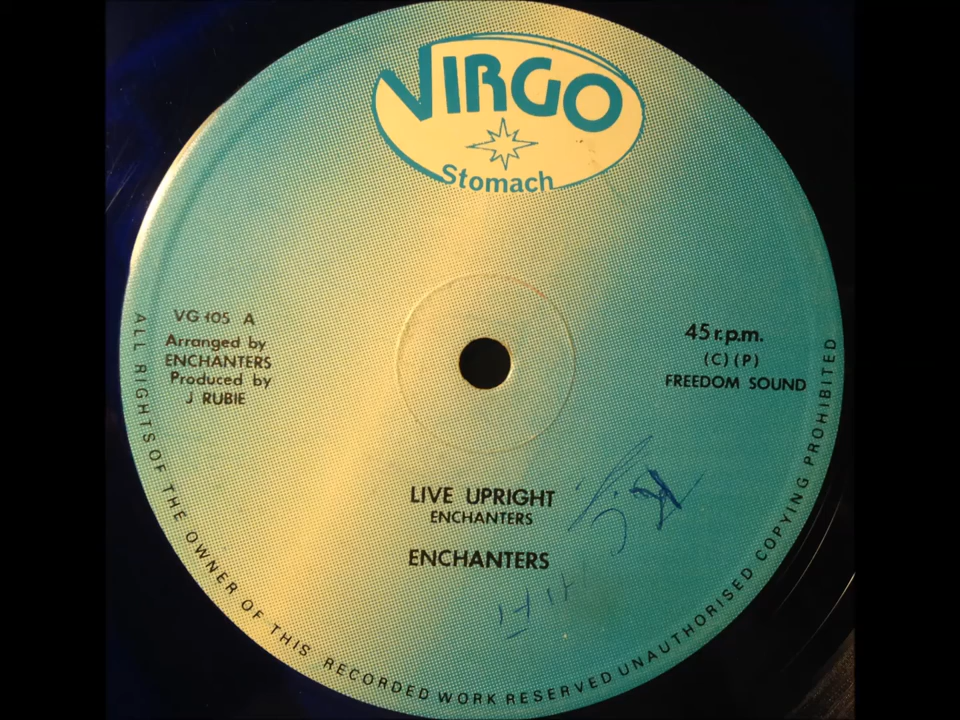 VIRGO
Stomach
VG 105 A
Arranged by
ENCHANTERS
Produced by
J RUBIE
45 r.p.m.
(C) (P)
FREEDOM SOUND
LIVE UPRIGHT
ENCHANTERS
ENCHANTERS
ALL RIGHTS OF THE OWNER OF THIS RECORDED WORK RESERVED UNAUTHORISED COPYING PROHIBITED